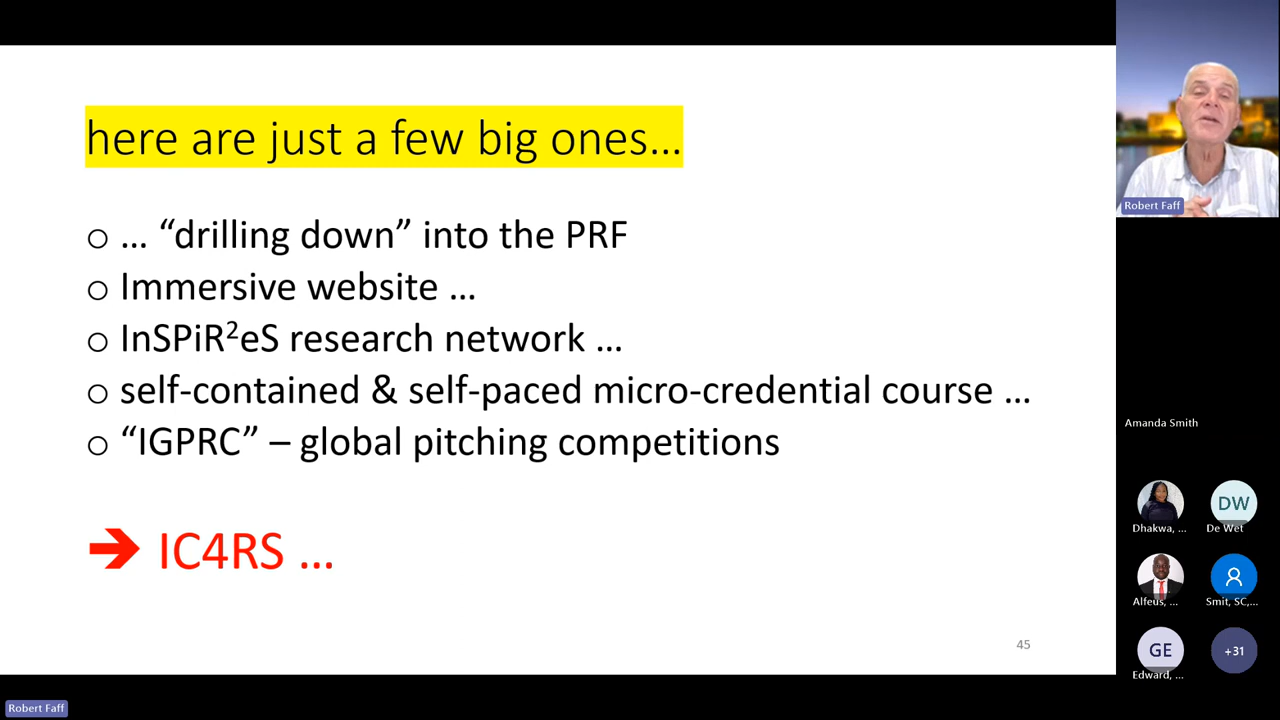 here are just a few big ones…
… “drilling down” into the PRF
Immersive website …
InSPiR²eS research network …
self-contained & self-paced micro-credential course …
“IGPRC” – global pitching competitions
➔ IC4RS …
45
Robert Faff
Amanda Smith
DW
Dhakwa, ...
De Wet
Alfeus, ...
Smit, SC,...
GE
+31
Edward, ...
Robert Faff